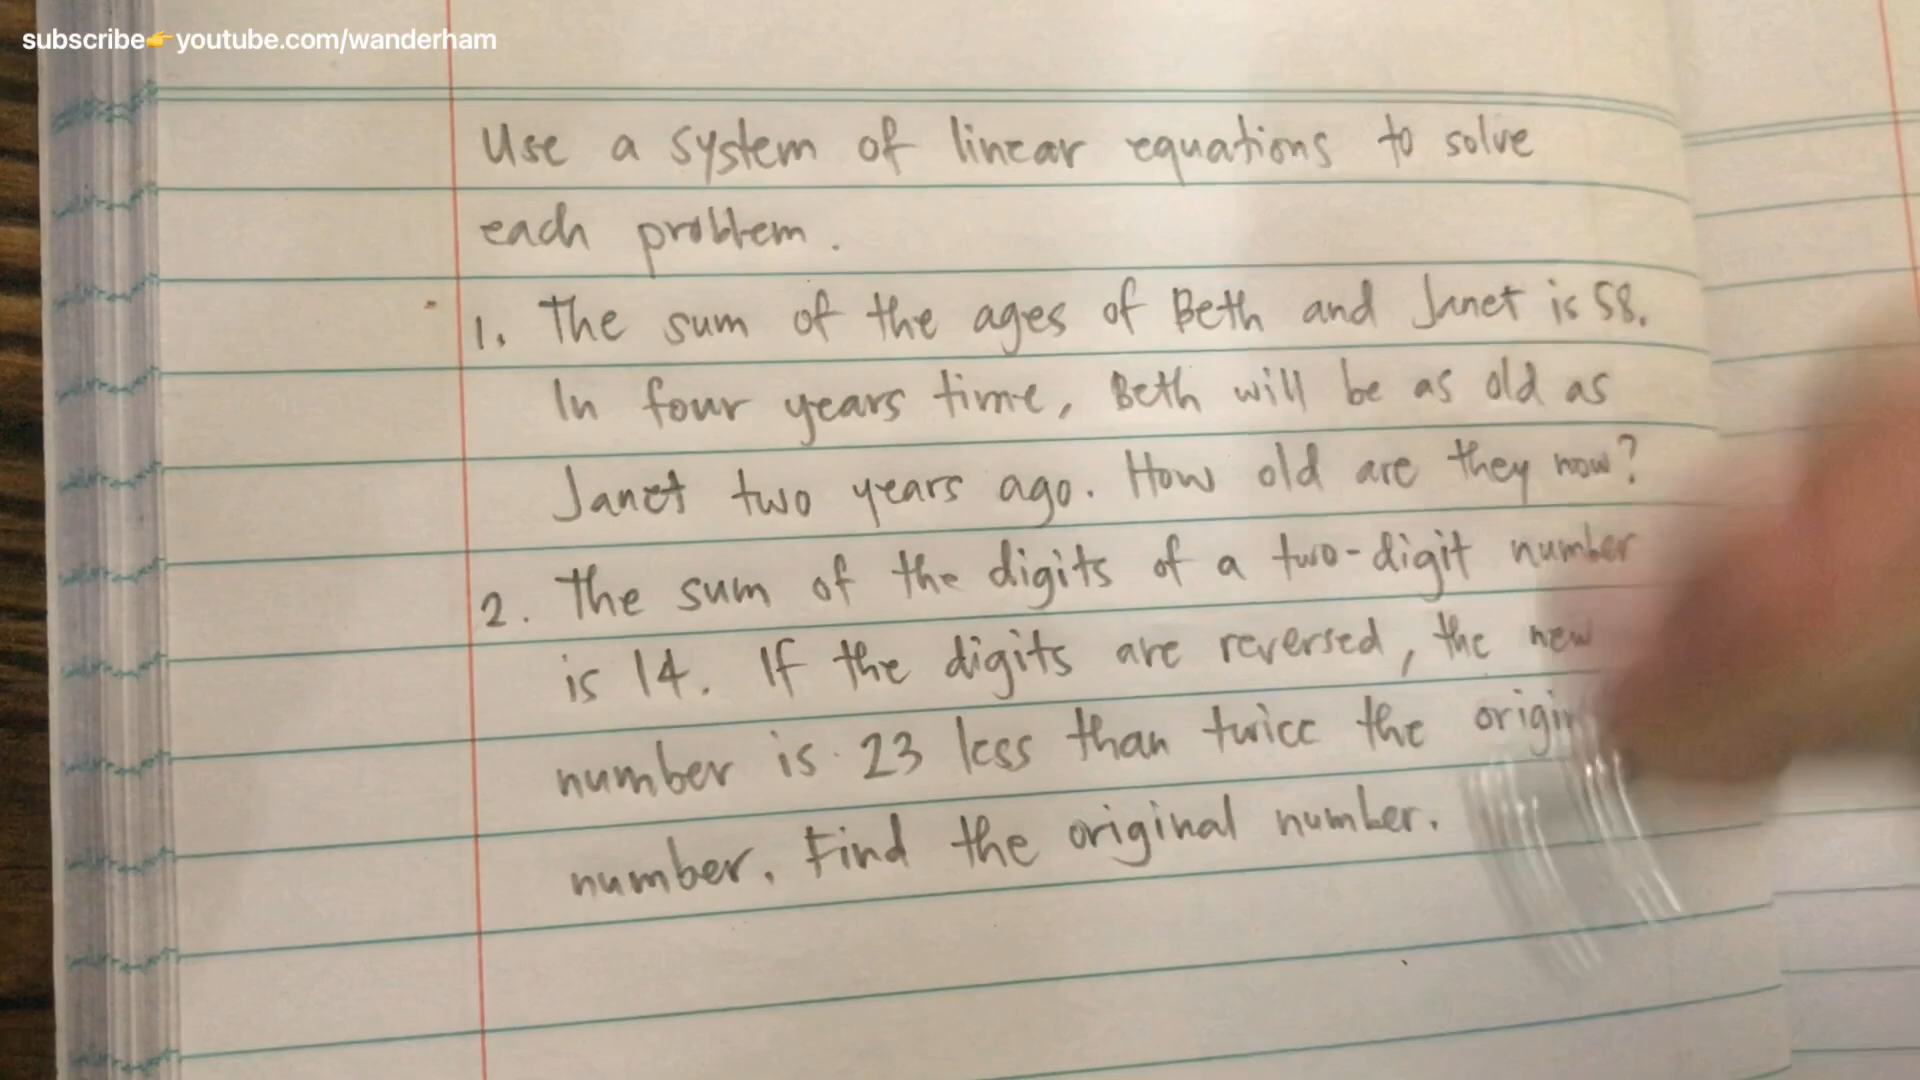 subscribe👉youtube.com/wanderham
Use a system of linear equations to solve
each problem.
1. The sum of the ages of Beth and Janet is 58.
In four years time, Beth will be as old as
Janet two years ago. How old are they now?
2. The sum of the digits of a two-digit number
is 14. If the digits are reversed, the new
number is 23 less than twice the origin
number. Find the original number.